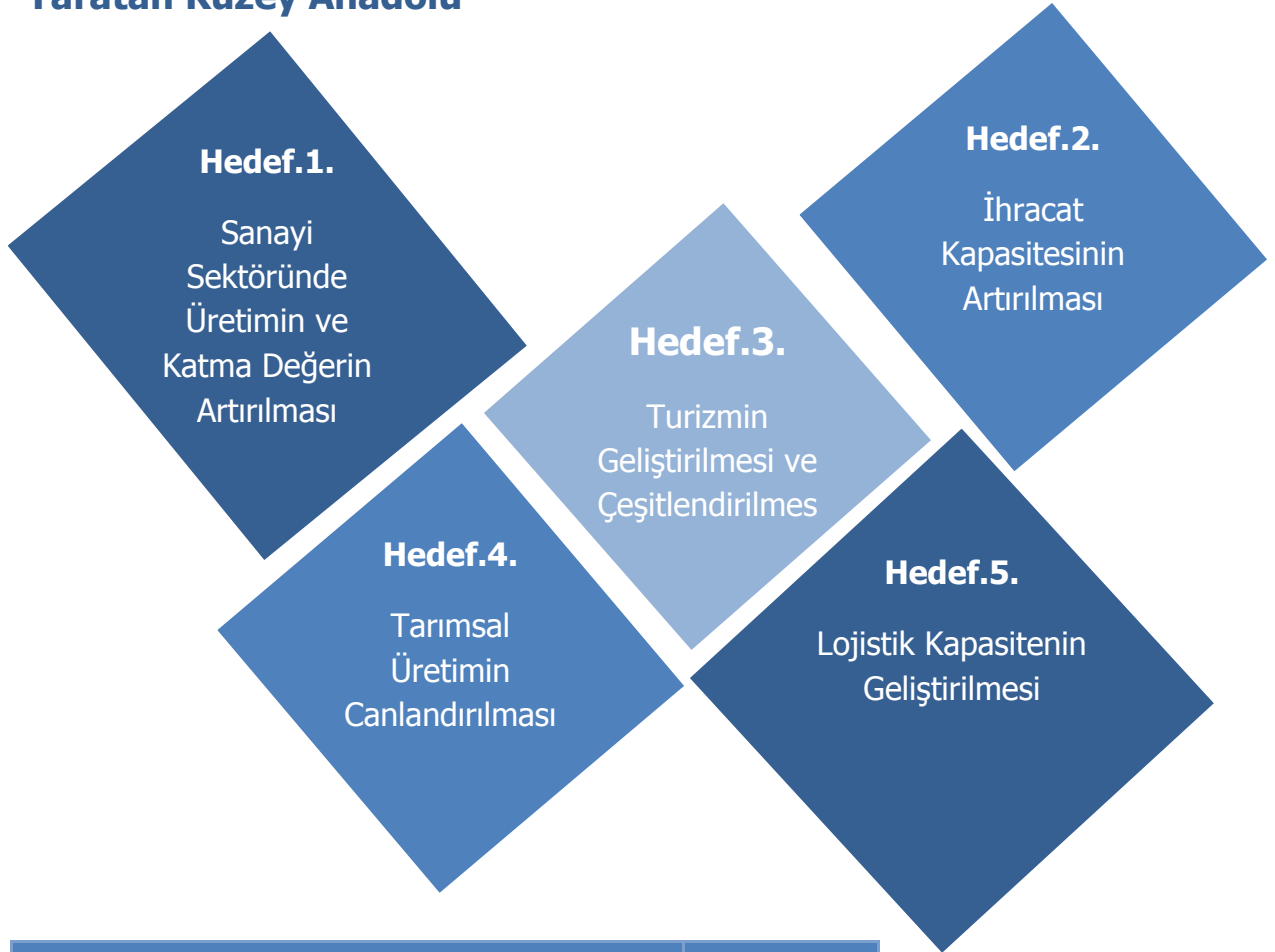 Yaratan Kuzey Anadolu
Hedef.1.
Sanayi
Sektöründe
Üretimin ve
Katma Değerin
Artırılması
Hedef.2.
İhracat
Kapasitesinin
Artırılması
Hedef.3.
Turizmin
Geliştirilmesi ve
Çeşitlendirilmes
Hedef.4.
Tarımsal
Üretimin
Canlandırılması
Hedef.5.
Lojistik Kapasitenin
Geliştirilmesi